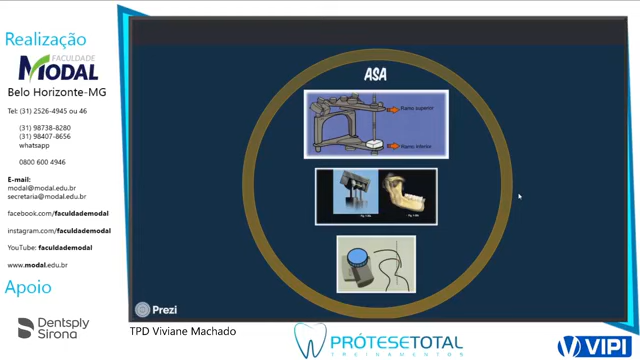 Realização
FACULDADE
MODAL
Belo Horizonte-MG
Tel: (31) 2526-4945 ou 46
(31) 98738-8280
(31) 98407-8656
whatsapp
0800 600 4946
E-mail:
modal@modal.edu.br
secretaria@modal.edu.br
facebook.com/faculdademodal
instagram.com/faculdademodal
YouTube: faculdademodal
www.modal.edu.br
Apoio
Dentsply
Sirona
ASA
Ramo superior
Ramo inferior
Prezi
TPD Viviane Machado
PRÓTESETOTAL
TREINAMENTOS
VIPI